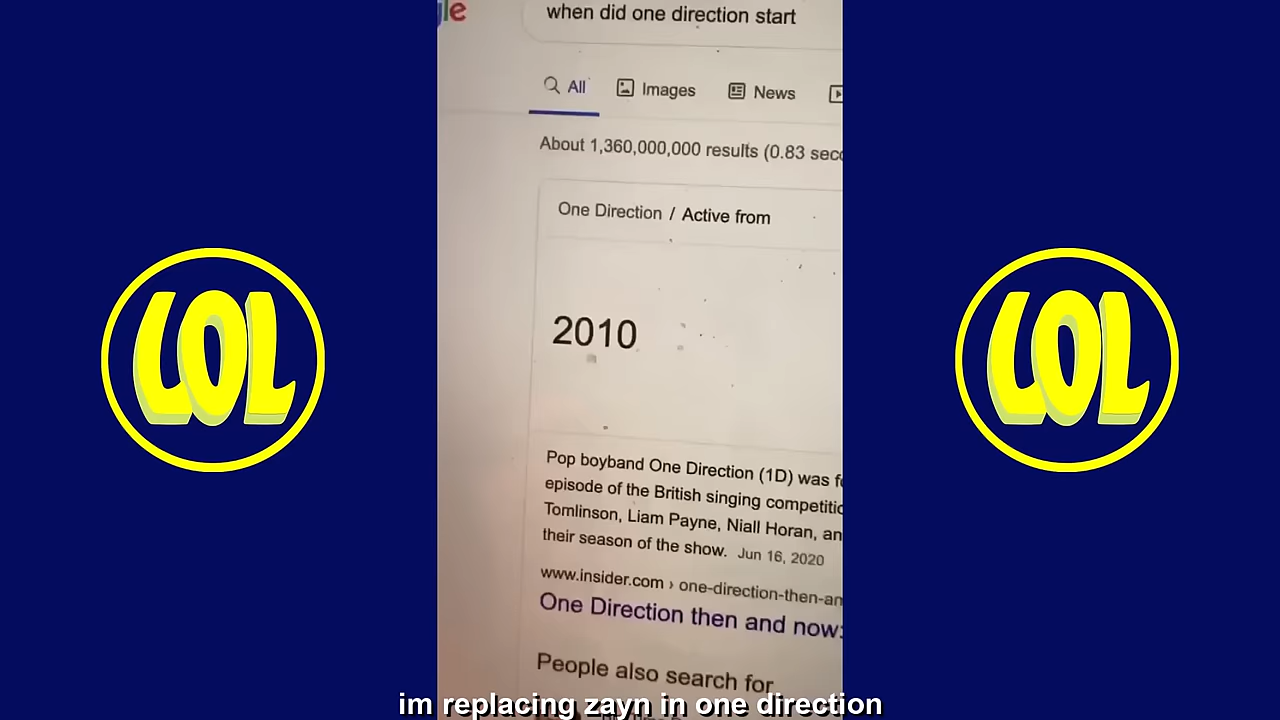 le
when did one direction start
All
Images
News
About 1,360,000,000 results (0.83 sec
One Direction / Active from
2010
LOL
LOL
Pop boyband One Direction (1D) was f
episode of the British singing competitio
Tomlinson, Liam Payne, Niall Horan, an
their season of the show. Jun 16, 2020
www.insider.com › one-direction-then-an
One Direction then and now:
People also search for
im replacing zayn in one direction